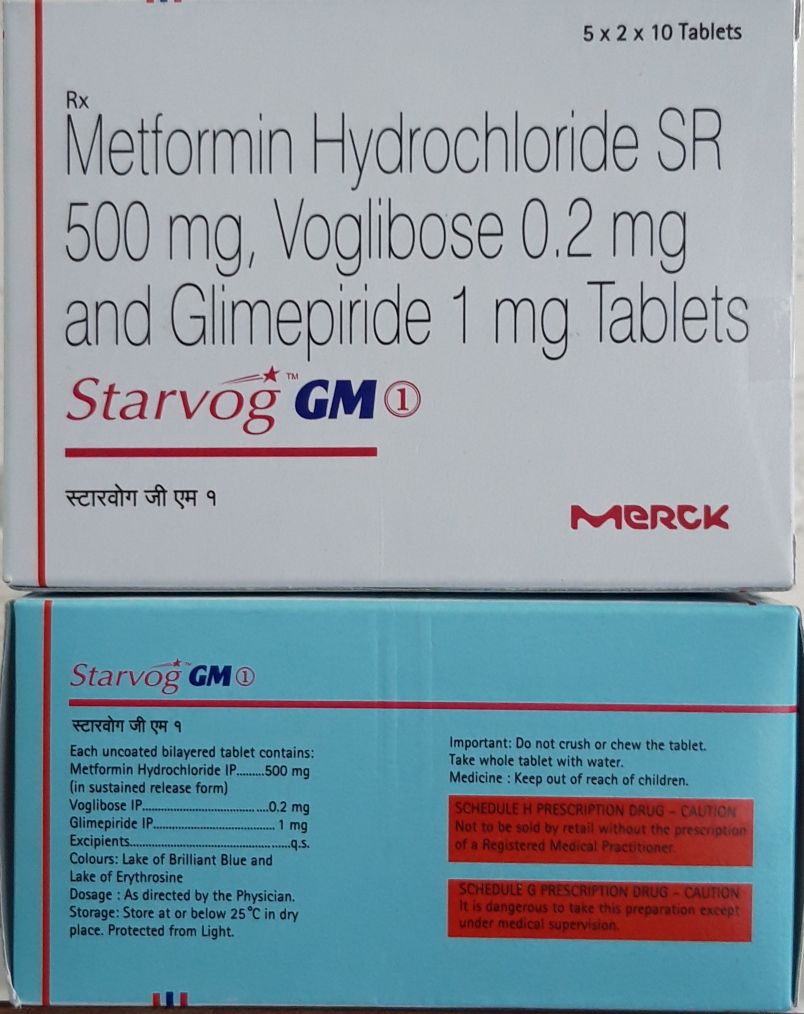 5 x 2 x 10 Tablets
Rx
Metformin Hydrochloride SR
500 mg, Voglibose 0.2 mg
and Glimepiride 1 mg Tablets
Starvog™ GM 1
स्टारवोग जी एम १
MERCK
Starvog™ GM 1
स्टारवोग जी एम १
Each uncoated bilayered tablet contains:
Metformin Hydrochloride IP.........500 mg
(in sustained release form)
Voglibose IP......................................0.2 mg
Glimepiride IP..................................... 1 mg
Excipients................................................q.s.
Colours: Lake of Brilliant Blue and
Lake of Erythrosine
Dosage : As directed by the Physician.
Storage: Store at or below 25°C in dry
place. Protected from Light.
Important: Do not crush or chew the tablet.
Take whole tablet with water.
Medicine : Keep out of reach of children.
SCHEDULE H PRESCRIPTION DRUG – CAUTION
Not to be sold by retail without the prescription
of a Registered Medical Practitioner.
SCHEDULE G PRESCRIPTION DRUG – CAUTION
It is dangerous to take this preparation except
under medical supervision.